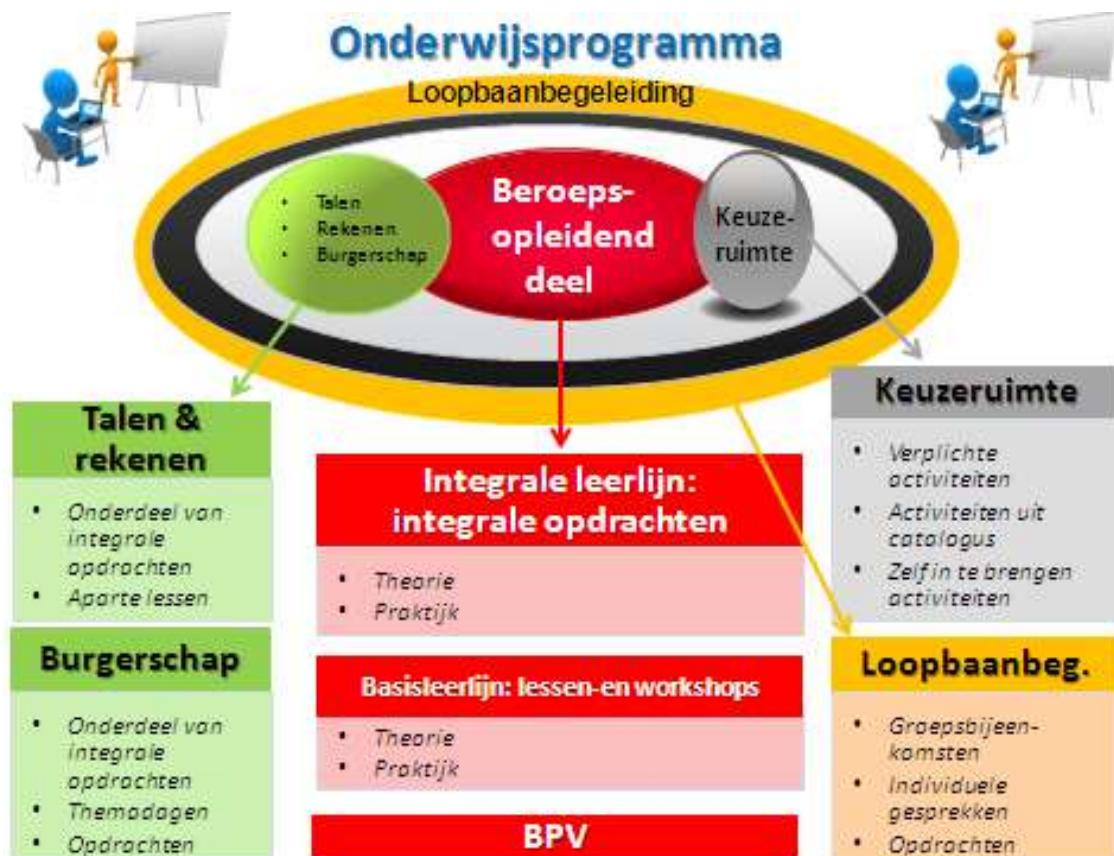 Onderwijsprogramma
Loopbaanbegeleiding
• Talen
• Rekenen
• Burgerschap
Beroeps-
opleidend
deel
Keuze-
ruimte
Talen &
rekenen
• Onderdeel van
integrale
opdrachten
• Aparte lessen
Burgerschap
• Onderdeel van
integrale
opdrachten
• Themadagen
• Opdrachten
Integrale leerlijn:
integrale opdrachten
• Theorie
• Praktijk
Basisleerlijn: lessen-en workshops
• Theorie
• Praktijk
BPV
Keuzeruimte
• Verplichte
activiteiten
• Activiteiten uit
catalogus
• Zelf in te brengen
activiteiten
Loopbaanbeg.
• Groepsbijeen-
komsten
• Individuele
gesprekken
• Opdrachten